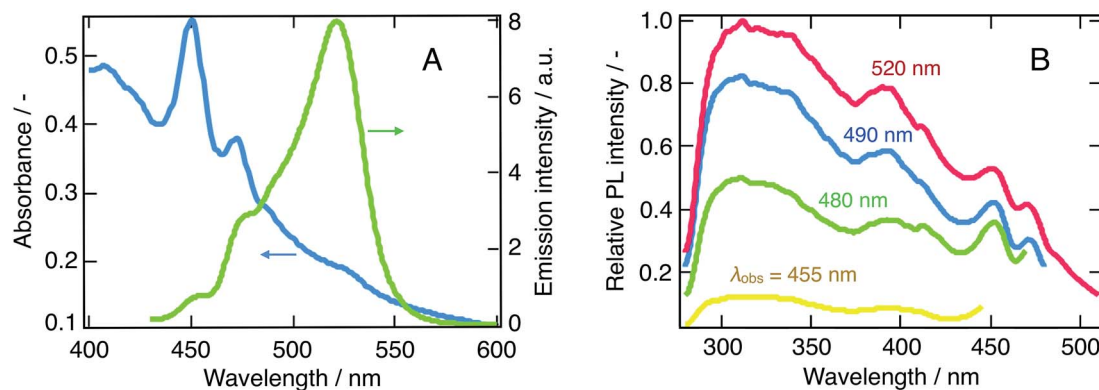 A
Absorbance / -
0.5
0.4
0.3
0.2
0.1
400
450
500
550
600
Wavelength / nm
8
6
4
2
0
Emission intensity / a.u.
B
Relative PL intensity / -
1.0
0.8
0.6
0.4
0.2
300
350
400
450
500
Wavelength / nm
520 nm
490 nm
480 nm
λobs = 455 nm